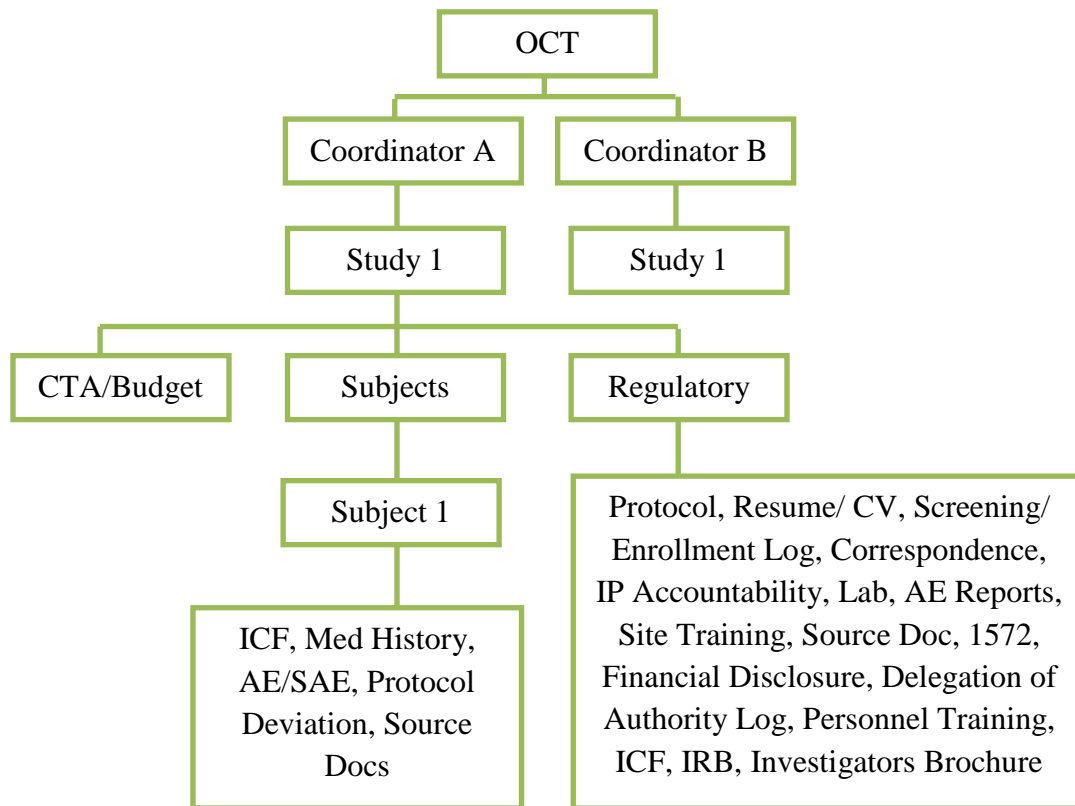 OCT
Coordinator A
Coordinator B
Study 1
Study 1
CTA/Budget
Subjects
Regulatory
Subject 1
ICF, Med History,
AE/SAE, Protocol
Deviation, Source
Docs
Protocol, Resume/ CV, Screening/
Enrollment Log, Correspondence,
IP Accountability, Lab, AE Reports,
Site Training, Source Doc, 1572,
Financial Disclosure, Delegation of
Authority Log, Personnel Training,
ICF, IRB, Investigators Brochure